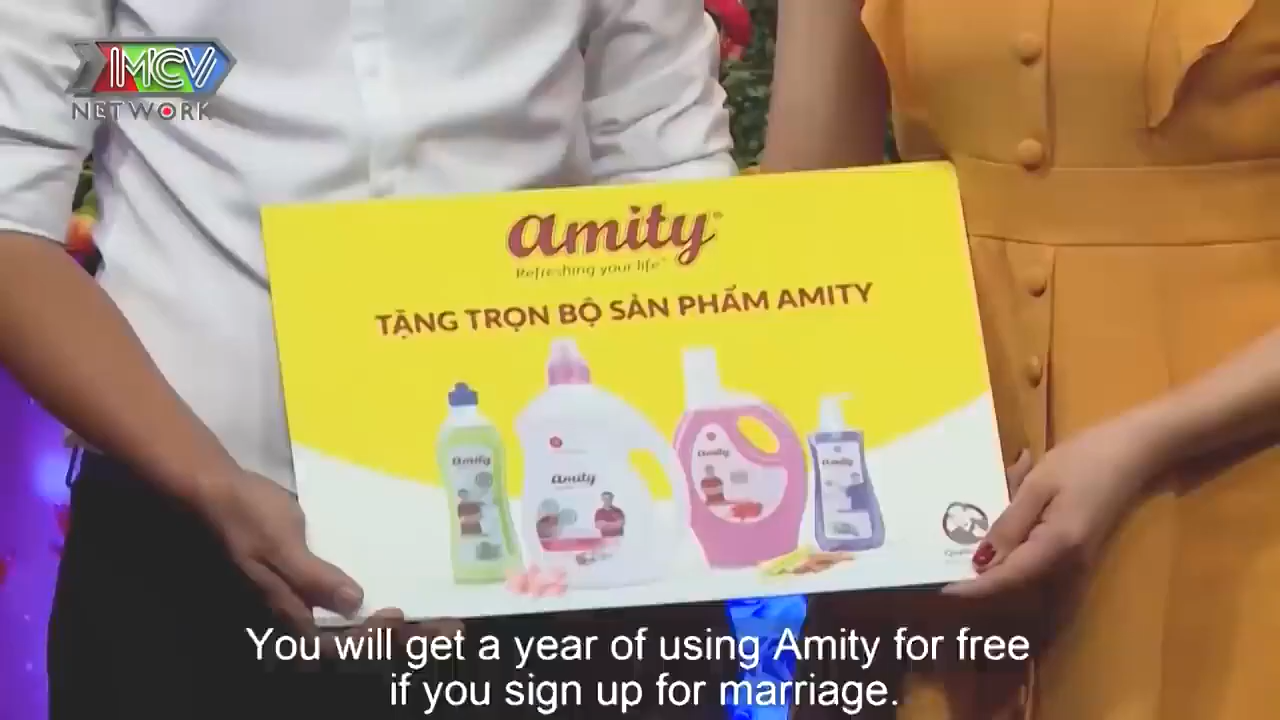 MCV
NETWORK
amity
Refreshing your life
TẶNG TRỌN BỘ SẢN PHẨM AMITY
amity
amity
amity
amity
You will get a year of using Amity for free
if you sign up for marriage.